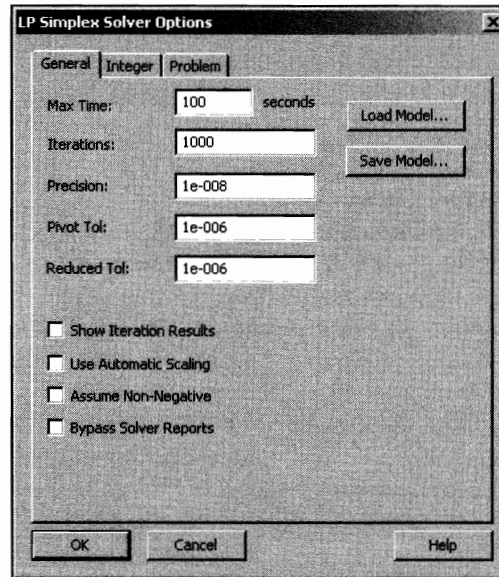 LP Simplex Solver Options
General Integer Problem
Max Time: 100 seconds Load Model...
Iterations: 1000
Save Model...
Precision: 1e-008
Pivot Tol: 1e-006
Reduced Tol: 1e-006
Show Iteration Results
Use Automatic Scaling
Assume Non-Negative
Bypass Solver Reports
OK Cancel Help